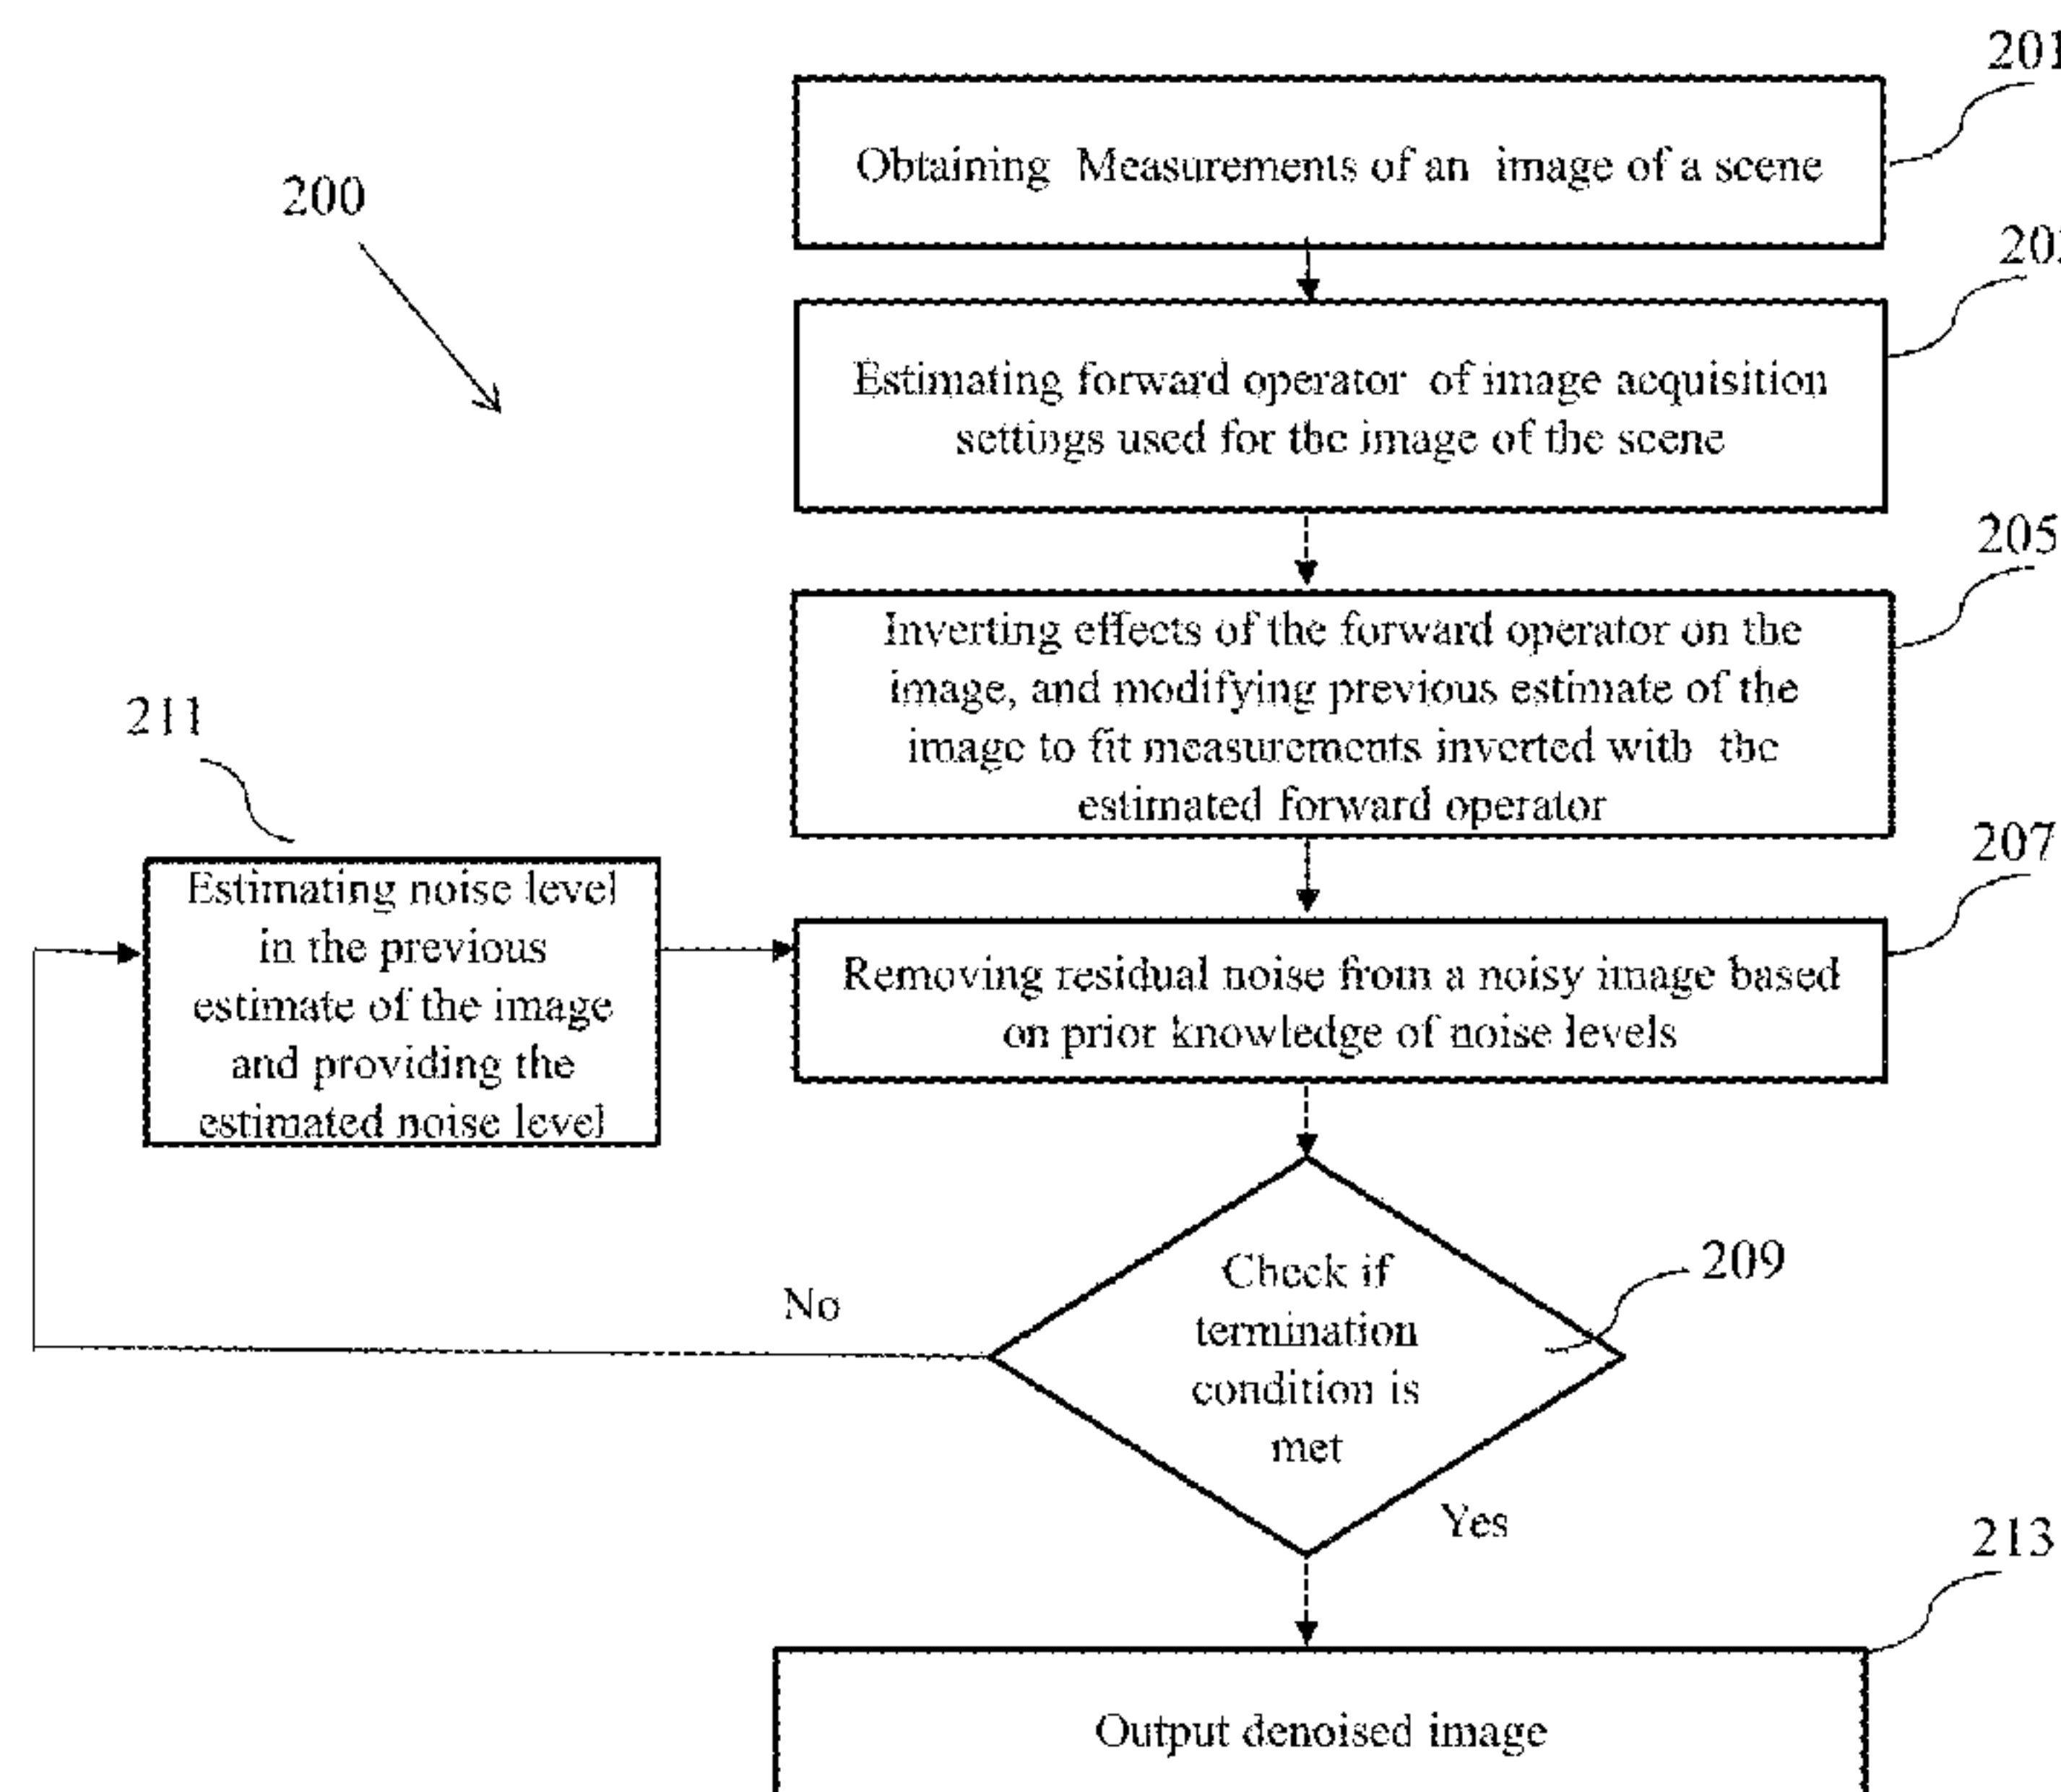 201
Obtaining Measurements of an image of a scene
200
Estimating forward operator of image acquisition
settings used for the image of the scene
205
Inverting effects of the forward operator on the
image, and modifying previous estimate of the
image to fit measurements inverted with the
estimated forward operator
211
Estimating noise level
in the previous
estimate of the image
and providing the
estimated noise level
207
Removing residual noise from a noisy image based
on prior knowledge of noise levels
Check if
termination
condition is
met
209
No
Yes
213
Output denoised image